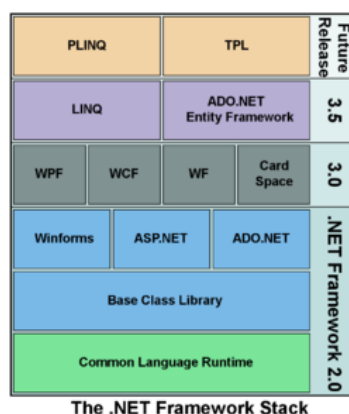 PLINQ
TPL
Future
Release
LINQ
ADO.NET
Entity Framework
3.5
WPF
WCF
WF
Card
Space
3.0
Winforms
ASP.NET
ADO.NET
.NET Framework 2.0
Base Class Library
Common Language Runtime
The .NET Framework Stack